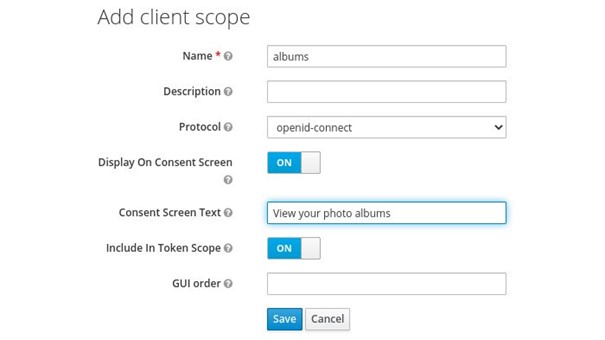 Add client scope
Name * albums
Description
Protocol openid-connect
Display On Consent Screen ON
Consent Screen Text View your photo albums
Include In Token Scope ON
GUI order
Save Cancel